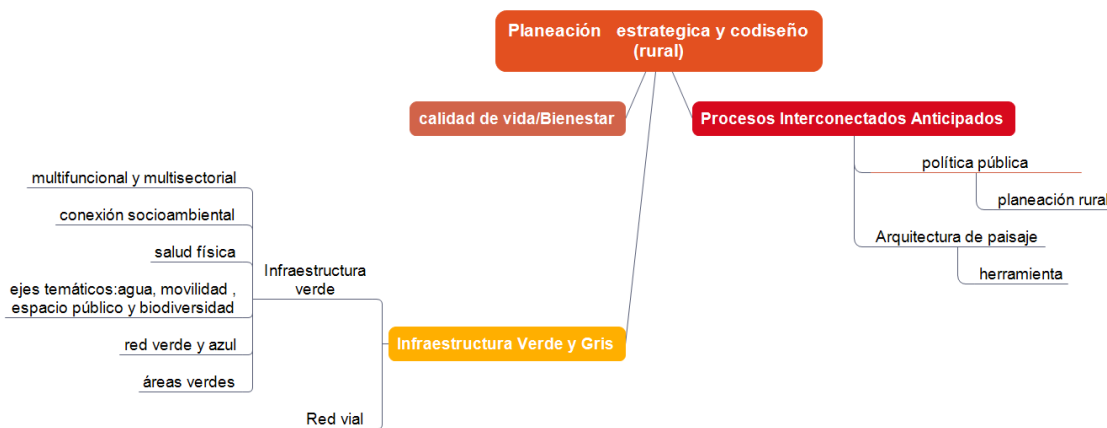 Planeación estrategica y codiseño
(rural)
calidad de vida/Bienestar
Procesos Interconectados Anticipados
política pública
planeación rural
Arquitectura de paisaje
herramienta
Infraestructura Verde y Gris
Infraestructura
verde
multifuncional y multisectorial
conexión socioambiental
salud física
ejes temáticos:agua, movilidad ,
espacio público y biodiversidad
red verde y azul
áreas verdes
Red vial